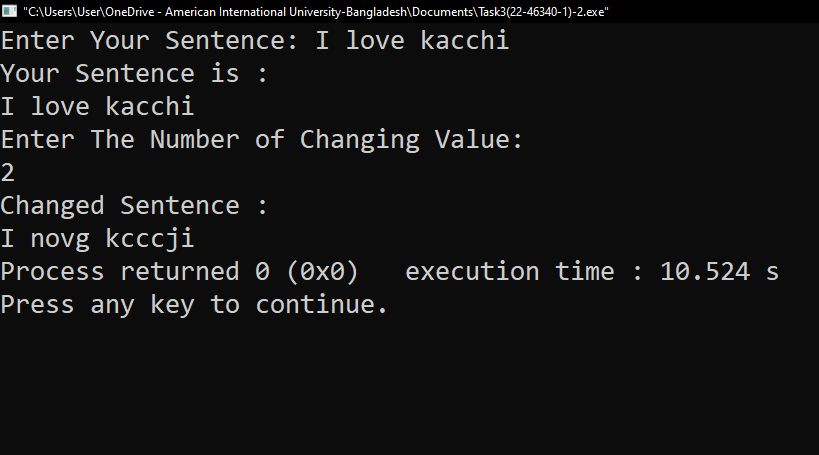 "C:\Users\User\OneDrive - American International University-Bangladesh\Documents\Task3(22-46340-1)-2.exe"
Enter Your Sentence: I love kacchi
Your Sentence is :
I love kacchi
Enter The Number of Changing Value:
2
Changed Sentence :
I novg kcccji
Process returned 0 (0x0)   execution time : 10.524 s
Press any key to continue.